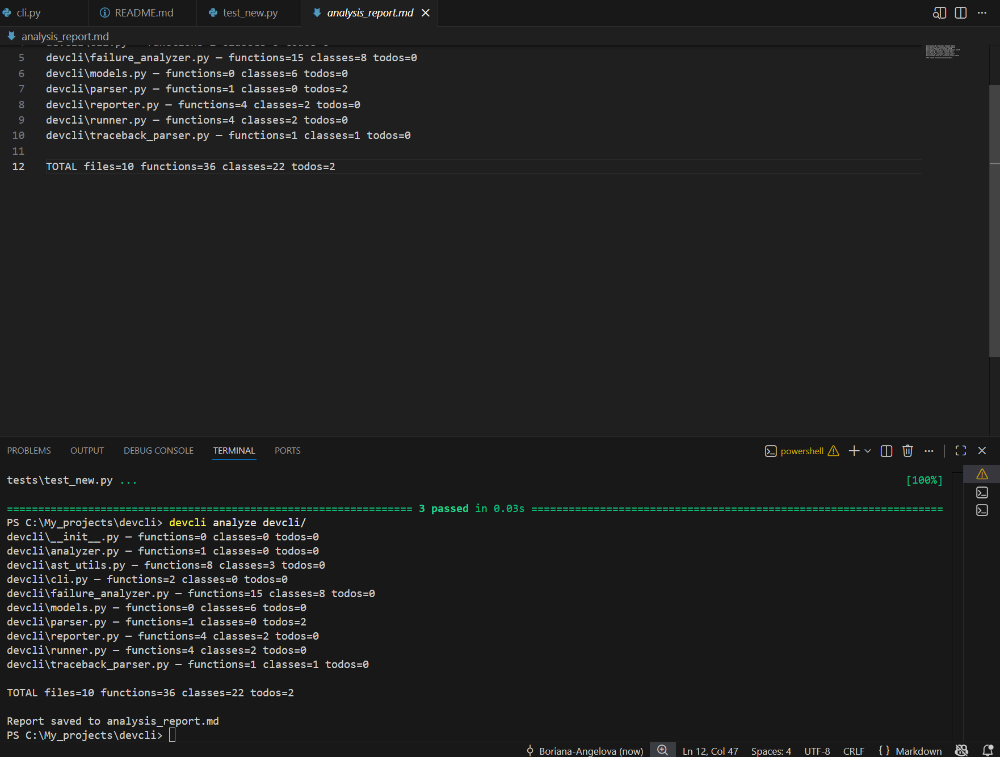 cli.py
README.md
test_new.py
analysis_report.md
analysis_report.md
5 devcli\failure_analyzer.py — functions=15 classes=8 todos=0
6 devcli\models.py — functions=0 classes=6 todos=0
7 devcli\parser.py — functions=1 classes=0 todos=2
8 devcli\reporter.py — functions=4 classes=2 todos=0
9 devcli\runner.py — functions=4 classes=2 todos=0
10 devcli\traceback_parser.py — functions=1 classes=1 todos=0
11
12 TOTAL files=10 functions=36 classes=22 todos=2
PROBLEMS OUTPUT DEBUG CONSOLE TERMINAL PORTS
powershell
tests\test_new.py ... [100%]
3 passed in 0.03s
PS C:\My_projects\devcli> devcli analyze devcli/
devcli\__init__.py — functions=0 classes=0 todos=0
devcli\analyzer.py — functions=1 classes=0 todos=0
devcli\ast_utils.py — functions=8 classes=3 todos=0
devcli\cli.py — functions=2 classes=0 todos=0
devcli\failure_analyzer.py — functions=15 classes=8 todos=0
devcli\models.py — functions=0 classes=6 todos=0
devcli\parser.py — functions=1 classes=0 todos=2
devcli\reporter.py — functions=4 classes=2 todos=0
devcli\runner.py — functions=4 classes=2 todos=0
devcli\traceback_parser.py — functions=1 classes=1 todos=0
TOTAL files=10 functions=36 classes=22 todos=2
Report saved to analysis_report.md
PS C:\My_projects\devcli>
Boriana-Angelova (now) Ln 12, Col 47 Spaces: 4 UTF-8 CRLF { } Markdown